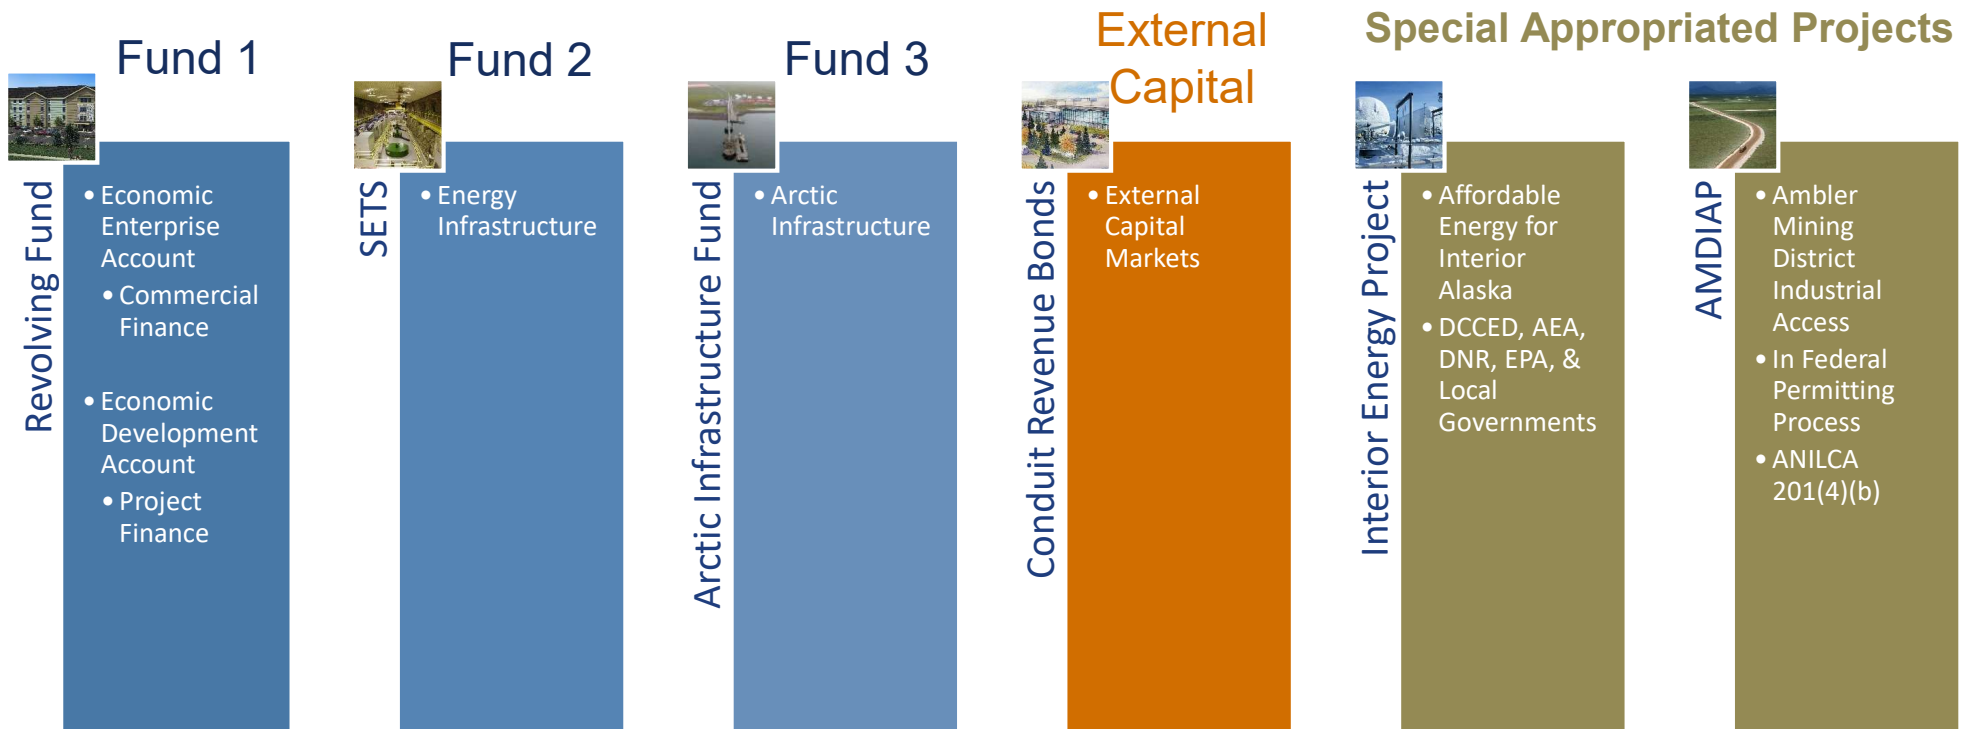 Fund 1
Revolving Fund
• Economic
Enterprise
Account
• Commercial
Finance
• Economic
Development
Account
• Project
Finance
Fund 2
SETS
• Energy
Infrastructure
Fund 3
Arctic Infrastructure Fund
• Arctic
Infrastructure
External
Capital
Conduit Revenue Bonds
• External
Capital
Markets
Special Appropriated Projects
Interior Energy Project
• Affordable
Energy for
Interior
Alaska
• DCCED, AEA,
DNR, EPA, &
Local
Governments
AMDIAP
• Ambler
Mining
District
Industrial
Access
• In Federal
Permitting
Process
• ANILCA
201(4)(b)